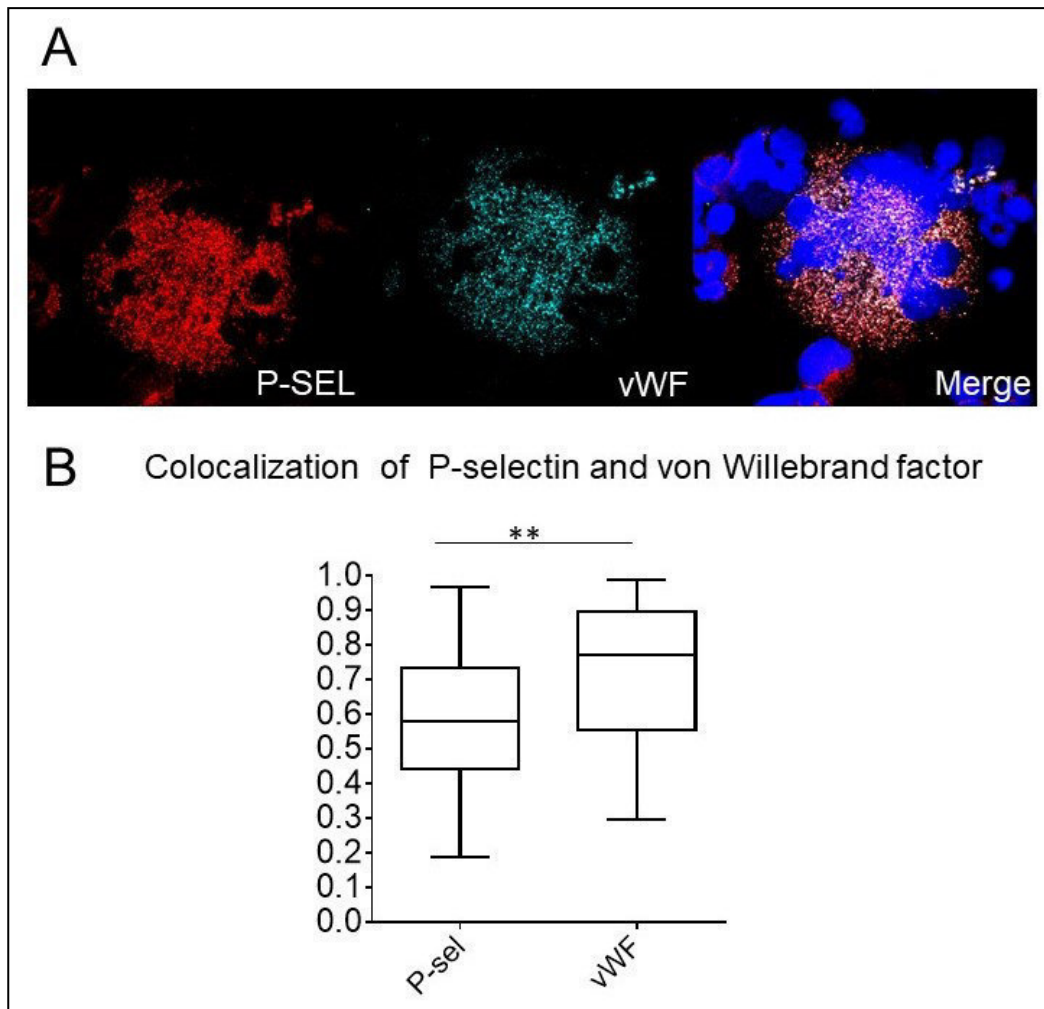 A
P-SEL
vWF
Merge
B
Colocalization of P-selectin and von Willebrand factor
**
1.0
0.9
0.8
0.7
0.6
0.5
0.4
0.3
0.2
0.1
0.0
P-sel
vWF